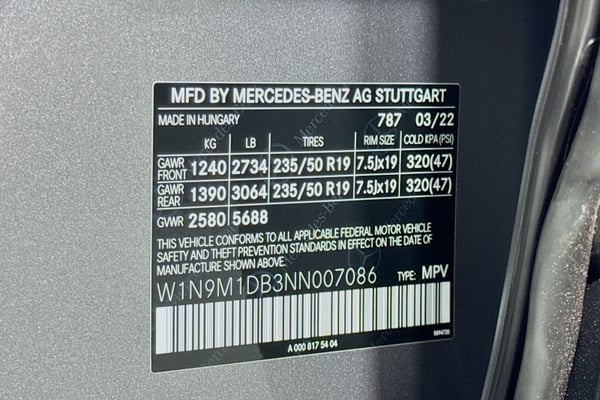 MFD BY MERCEDES-BENZ AG STUTTGART
MADE IN HUNGARY 787 03/22
KG LB TIRES RIM SIZE COLD KPA(PSI)
GAWR FRONT 1240 2734 235/50 R19 7.5Jx19 320(47)
GAWR REAR 1390 3064 235/50 R19 7.5Jx19 320(47)
GVWR 2580 5688
THIS VEHICLE CONFORMS TO ALL APPLICABLE FEDERAL MOTOR VEHICLE
SAFETY AND THEFT PREVENTION STANDARDS IN EFFECT ON THE DATE OF
MANUFACTURE SHOWN ABOVE.
W1N9M1DB3NN007086 TYPE: MPV
A 000 817 54 04